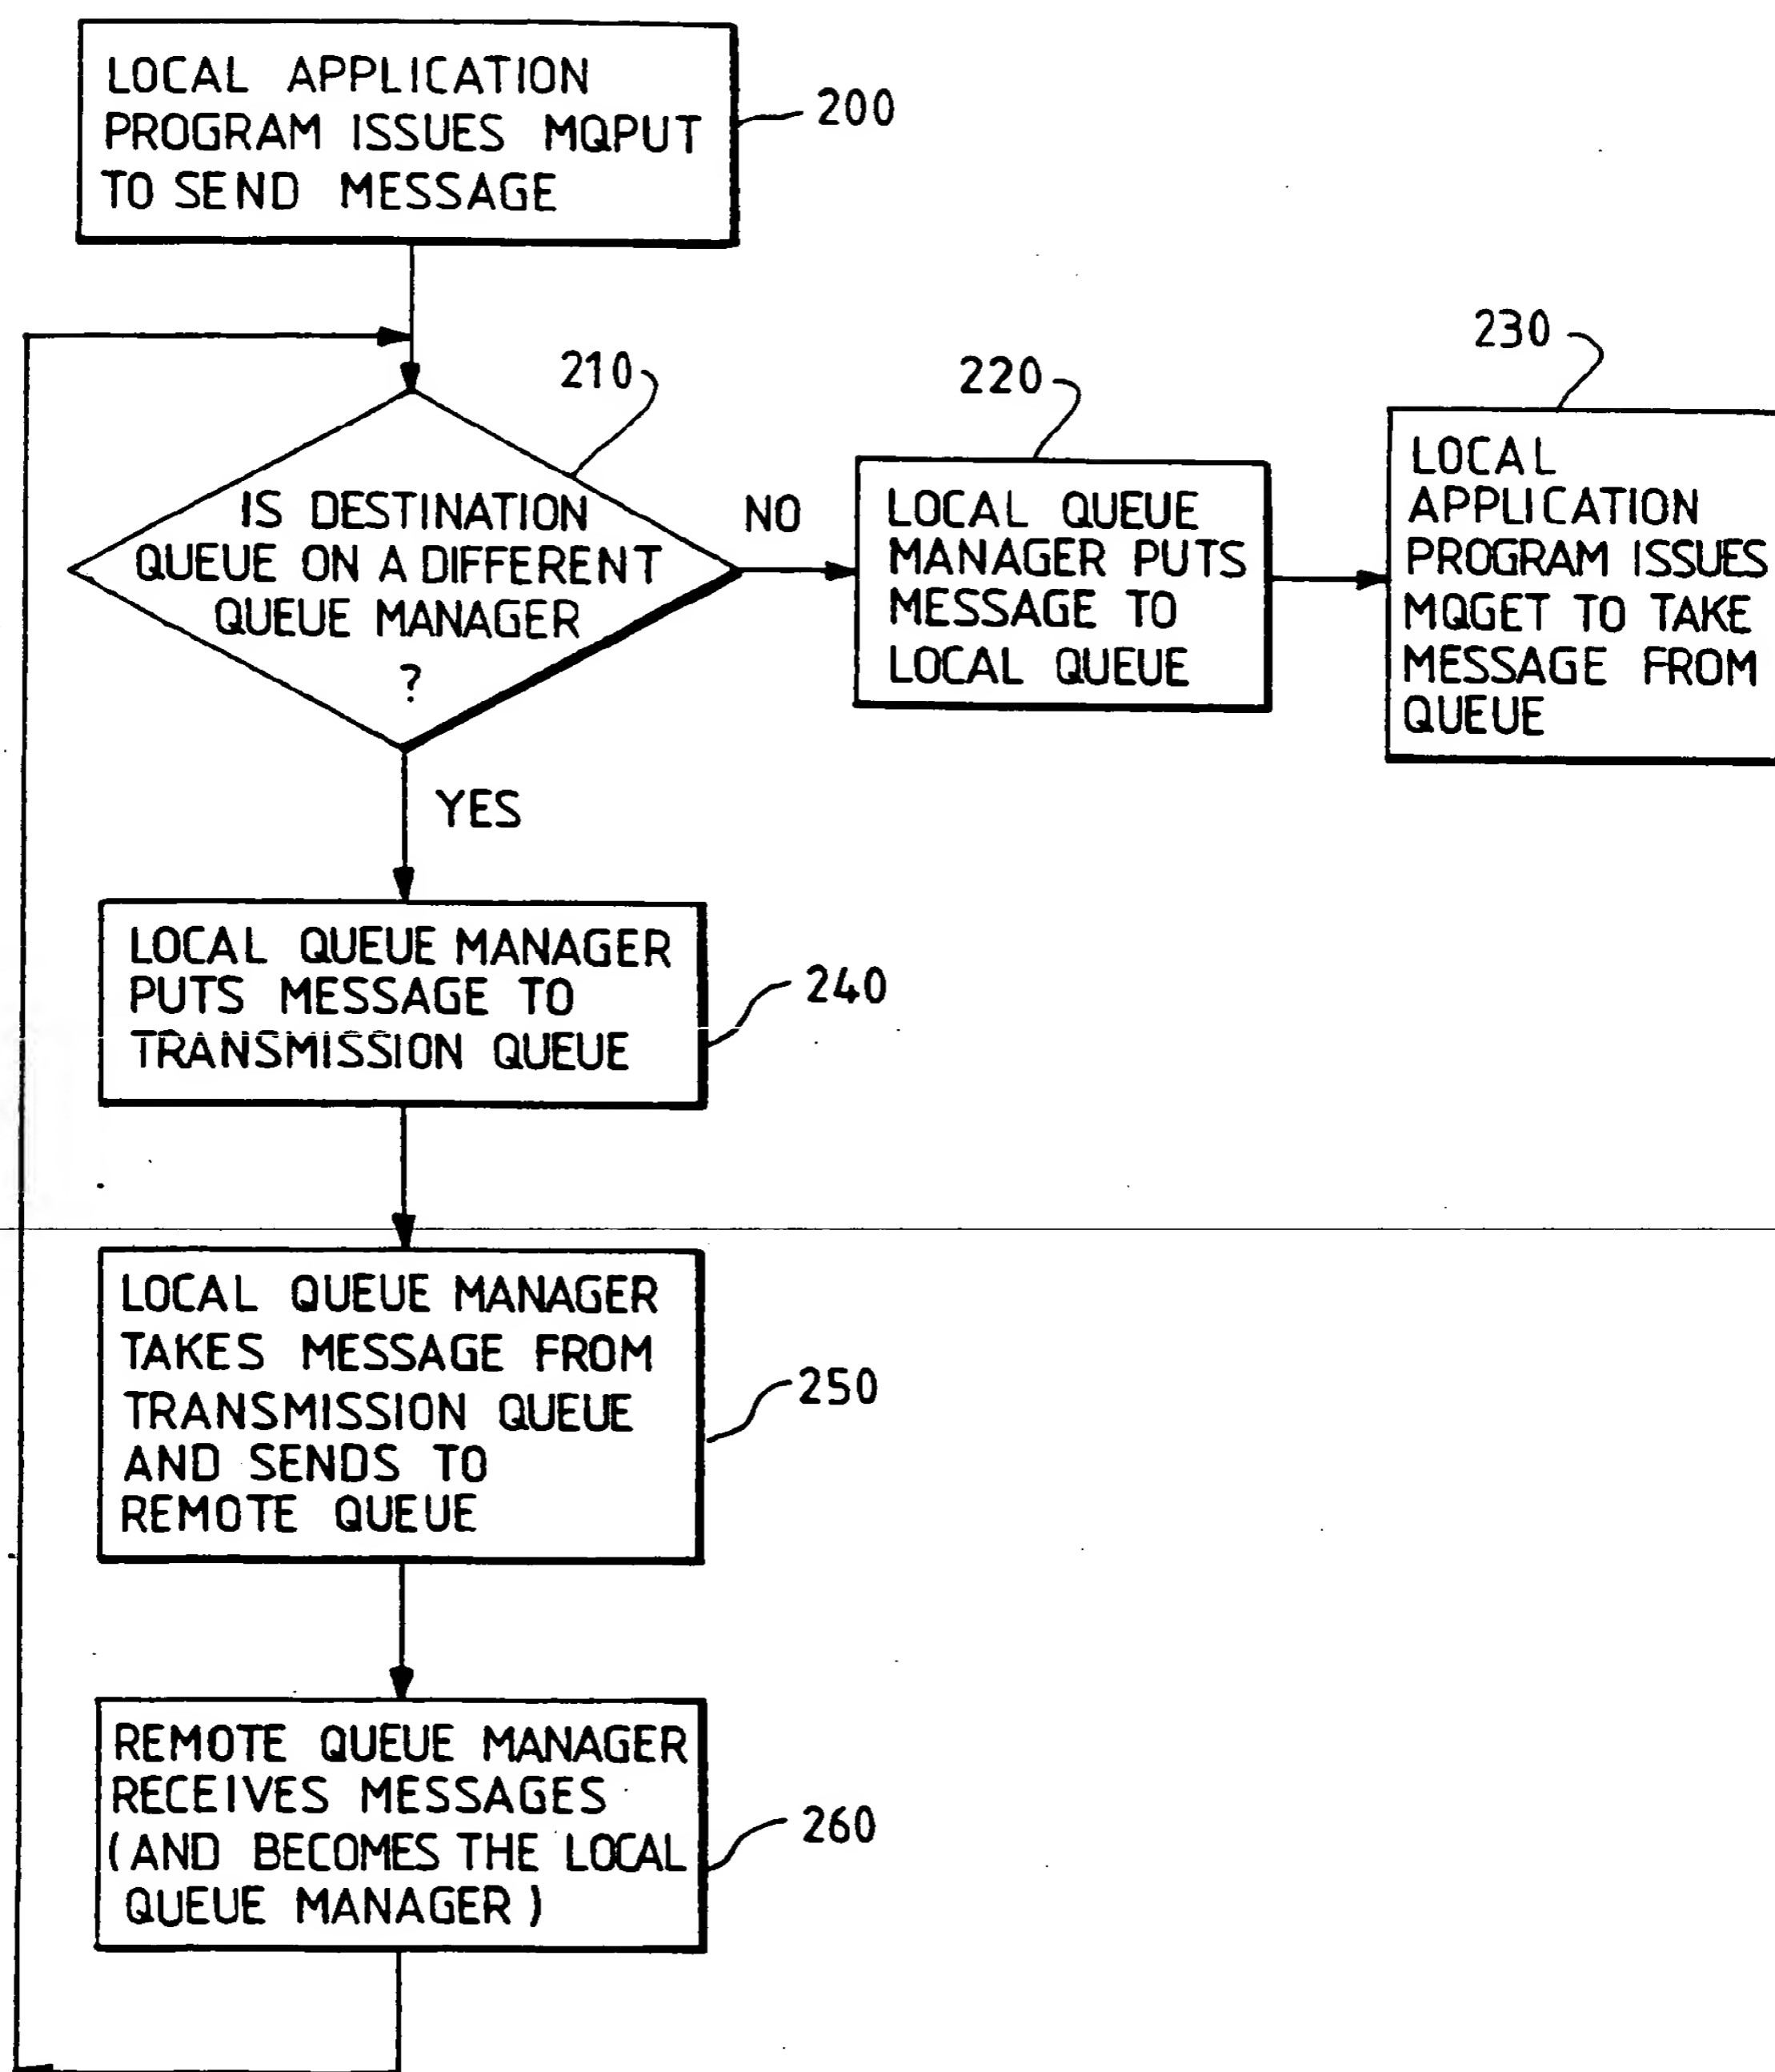 LOCAL APPLICATION
PROGRAM ISSUES MQPUT
TO SEND MESSAGE
200
210
IS DESTINATION
QUEUE ON A DIFFERENT
QUEUE MANAGER
?
NO
220
LOCAL QUEUE
MANAGER PUTS
MESSAGE TO
LOCAL QUEUE
230
LOCAL
APPLICATION
PROGRAM ISSUES
MQGET TO TAKE
MESSAGE FROM
QUEUE
YES
LOCAL QUEUE MANAGER
PUTS MESSAGE TO
TRANSMISSION QUEUE
240
LOCAL QUEUE MANAGER
TAKES MESSAGE FROM
TRANSMISSION QUEUE
AND SENDS TO
REMOTE QUEUE
250
REMOTE QUEUE MANAGER
RECEIVES MESSAGES
(AND BECOMES THE LOCAL
QUEUE MANAGER)
260